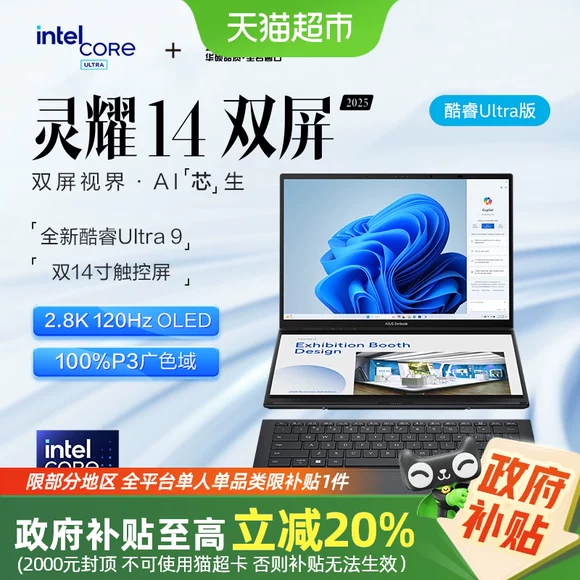 天猫超市
intel
CORE
ULTRA
+
灵耀14双屏
2025
酷睿Ultra版
双屏视界·AI「芯」生
全新酷睿Ultra 9
双14寸触控屏
2.8K 120Hz OLED
100%P3广色域
Copilot
ASUS Zenbook
Exhibition Booth
Design
intel
CORE
限部分地区 全平台单人单品类限补贴1件
政府补贴至高 立减20%
(2000元封顶 不可使用猫超卡 否则补贴无法生效)
政府
补贴